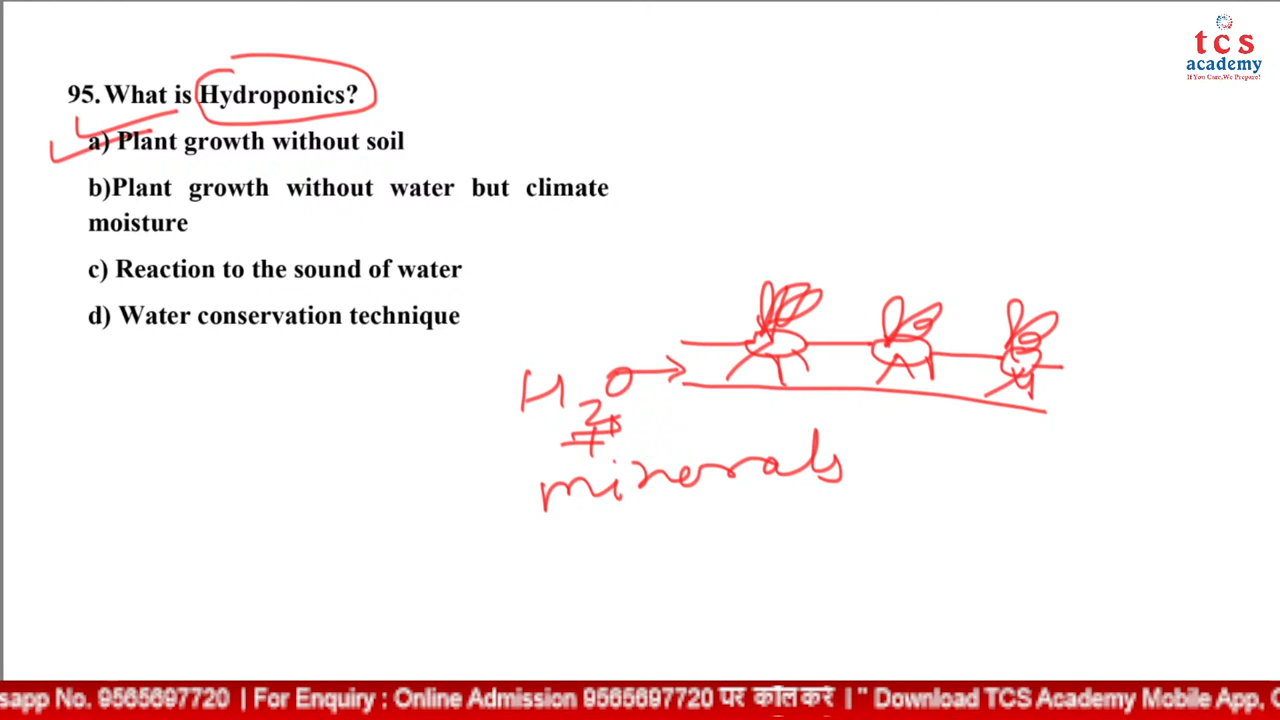 tcs
academy
If You Care, We Prepare!
95. What is Hydroponics?
a) Plant growth without soil
b)Plant growth without water but climate
moisture
c) Reaction to the sound of water
d) Water conservation technique
H2O
minerals
sapp No. 9565697720 | For Enquiry : Online Admission 9565697720 पर कॉल करें | " Download TCS Academy Mobile App,